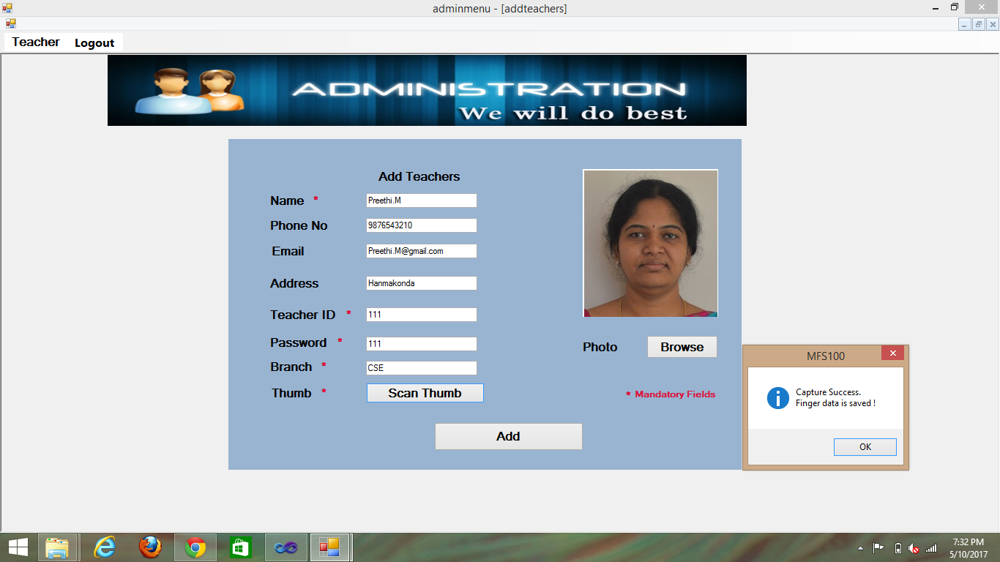 adminmenu - [addteachers]
Teacher Logout
ADMINISTRATION
We will do best
Add Teachers
Name * Preethi.M
Phone No 9876543210
Email Preethi.M@gmail.com
Address Hanmakonda
Teacher ID * 111
Password * 111
Branch * CSE
Thumb * Scan Thumb
Photo Browse
* Mandatory Fields
Add
MFS100
Capture Success.
Finger data is saved !
OK
7:32 PM
5/10/2017